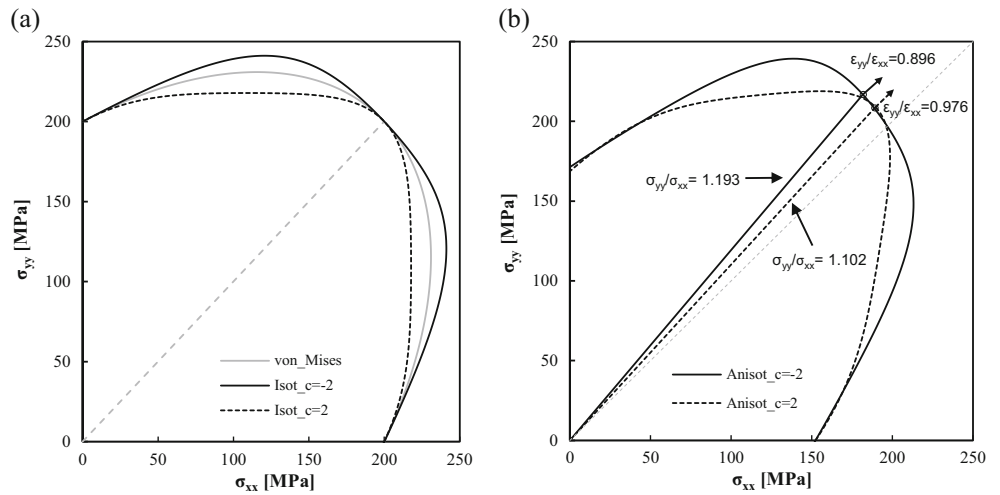 (a)
σyy [MPa]
250
200
150
100
50
0
0
50
100
150
200
250
σxx [MPa]
von_Mises
Isot_c=-2
Isot_c=2
(b)
σyy [MPa]
250
200
150
100
50
0
0
50
100
150
200
250
σxx [MPa]
εyy/εxx=0.896
εyy/εxx=0.976
σyy/σxx= 1.193
σyy/σxx= 1.102
Anisot_c=-2
Anisot_c=2